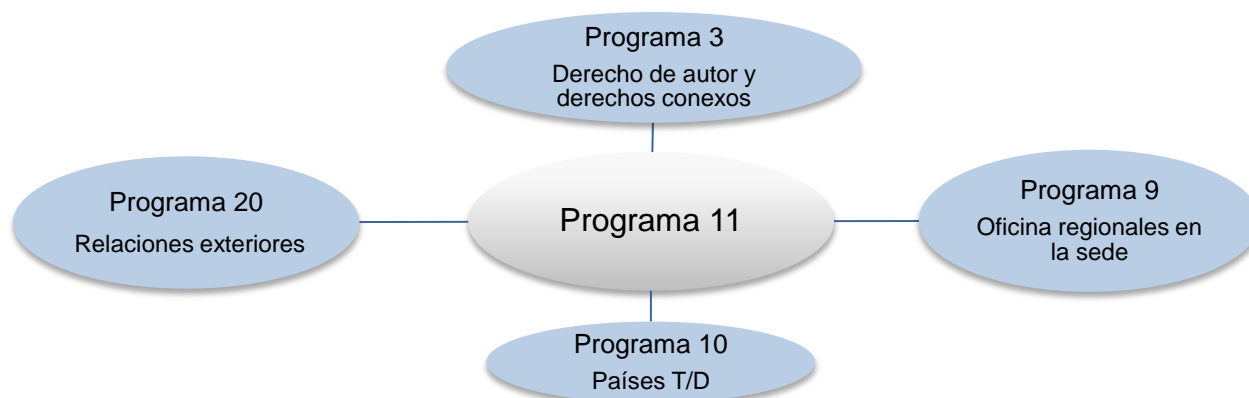 Programa 3
Derecho de autor y
derechos conexos
Programa 20
Relaciones exteriores
Programa 11
Programa 9
Oficina regionales en
la sede
Programa 10
Países T/D